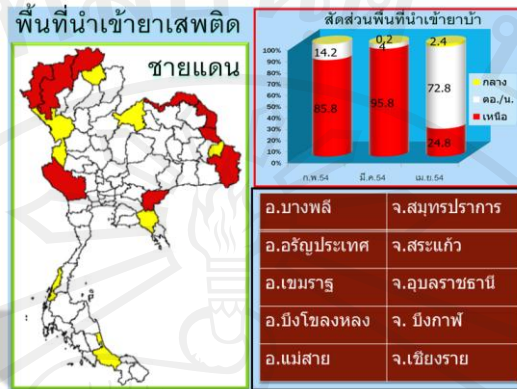 พื้นที่นำเข้ายาเสพติด
ชายแดน
สัดส่วนพื้นที่นำเข้ายาบ้า
100%
90%
80%
70%
60%
50%
40%
30%
20%
10%
0%
14.2
85.8
0.2
4
95.8
2.4
72.8
24.8
กลาง
ตอ./น.
เหนือ
ก.พ.54 มี.ค.54 เม.ย.54
อ.บางพลี จ.สมุทรปราการ
อ.อรัญประเทศ จ.สระแก้ว
อ.เขมราฐ จ.อุบลราชธานี
อ.บึงโขลงหลง จ. บึงกาฬ
อ.แม่สาย จ.เชียงราย